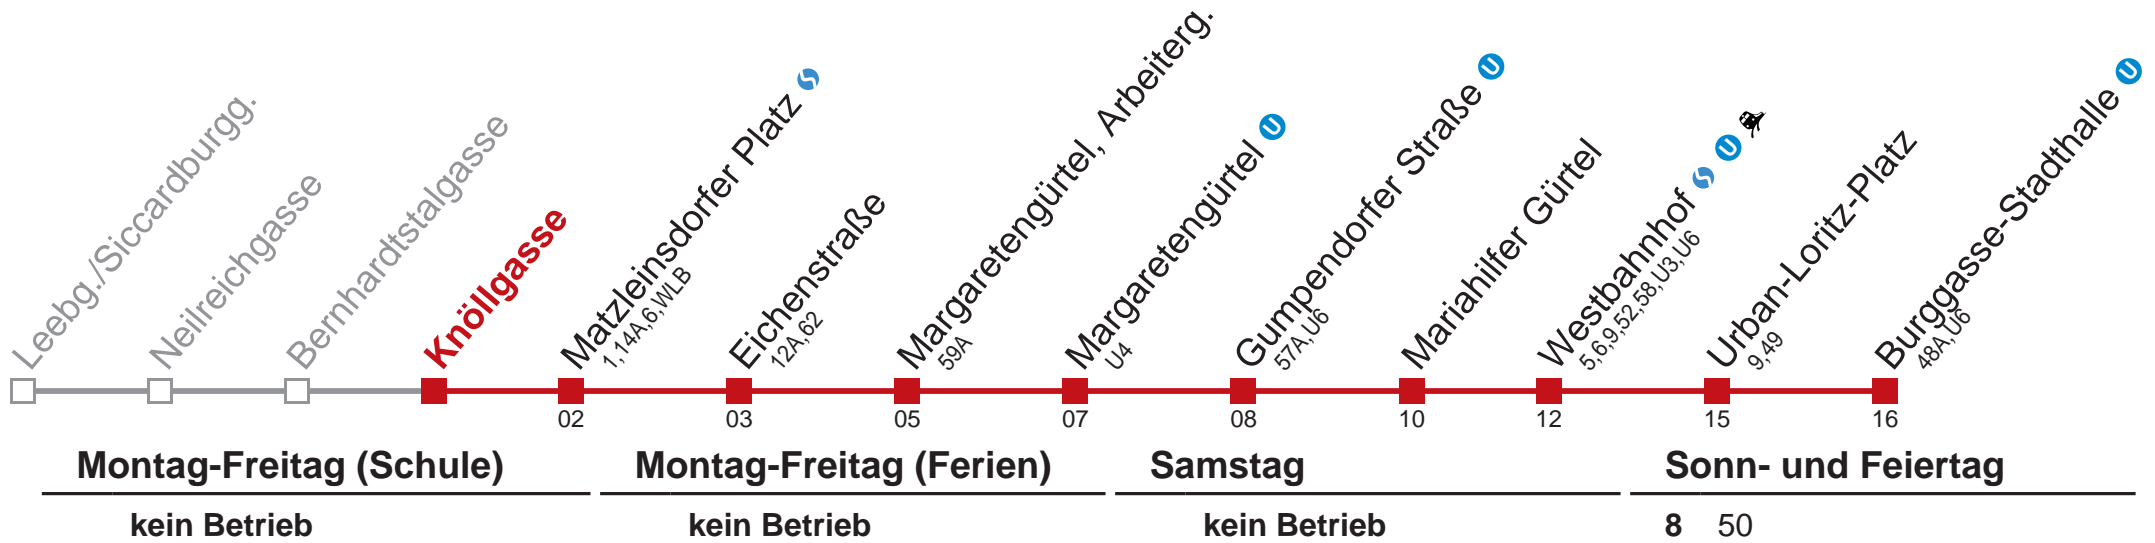 Leebg./Siccardburgg.
Neilreichgasse
Bernhardtstalgasse
Knöllgasse
Matzleinsdorfer Platz
1,14A,6,WLB
Eichenstraße
12A,62
Margaretengürtel, Arbeiterg.
59A
Margaretengürtel U
U4
Gumpendorfer Straße U
57A,U6
Mariahilfer Gürtel
Westbahnhof U
5,6,9,52,58,U3,U6
Urban-Loritz-Platz
9,49
Burggasse-Stadthalle U
48A,U6
02 03 05 07 08 10 12 15 16
Montag-Freitag (Schule) Montag-Freitag (Ferien) Samstag Sonn- und Feiertag
kein Betrieb kein Betrieb kein Betrieb 8 50